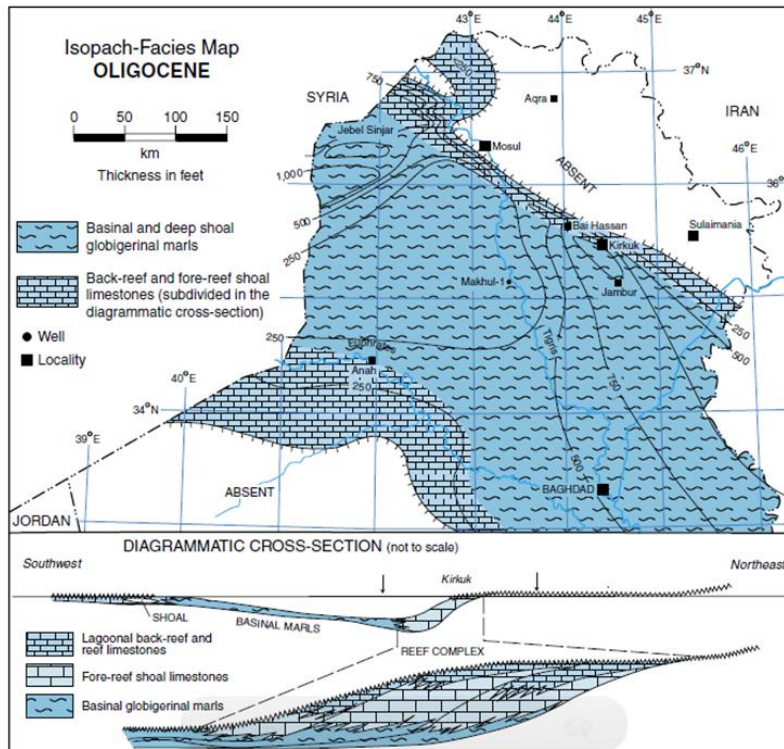 Isopach-Facies Map
OLIGOCENE
0 50 100 150
km
Thickness in feet
Basinal and deep shoal
globigerinal marls
Back-reef and fore-reef shoal
limestones (subdivided in the
diagrammatic cross-section)
Well
Locality
43°E
44°E
45°E
37°N
IRAN
46°E
36°
SYRIA
750
250
Aqra
Jebel Sinjar
Mosul
ABSENT
1,000
500
250
Bai Hassan
Kirkuk
Sulaimania
Makhul-1
Jambur
250
500
Tigris
750
250
Euphrates
Anah
250
40°E
34°N
39°E
500
ABSENT
BAGHDAD
JORDAN
DIAGRAMMATIC CROSS-SECTION (not to scale)
Southwest
Northeast
Kirkuk
SHOAL
BASINAL MARLS
REEF COMPLEX
Lagoonal back-reef and
reef limestones
Fore-reef shoal limestones
Basinal globigerinal marls